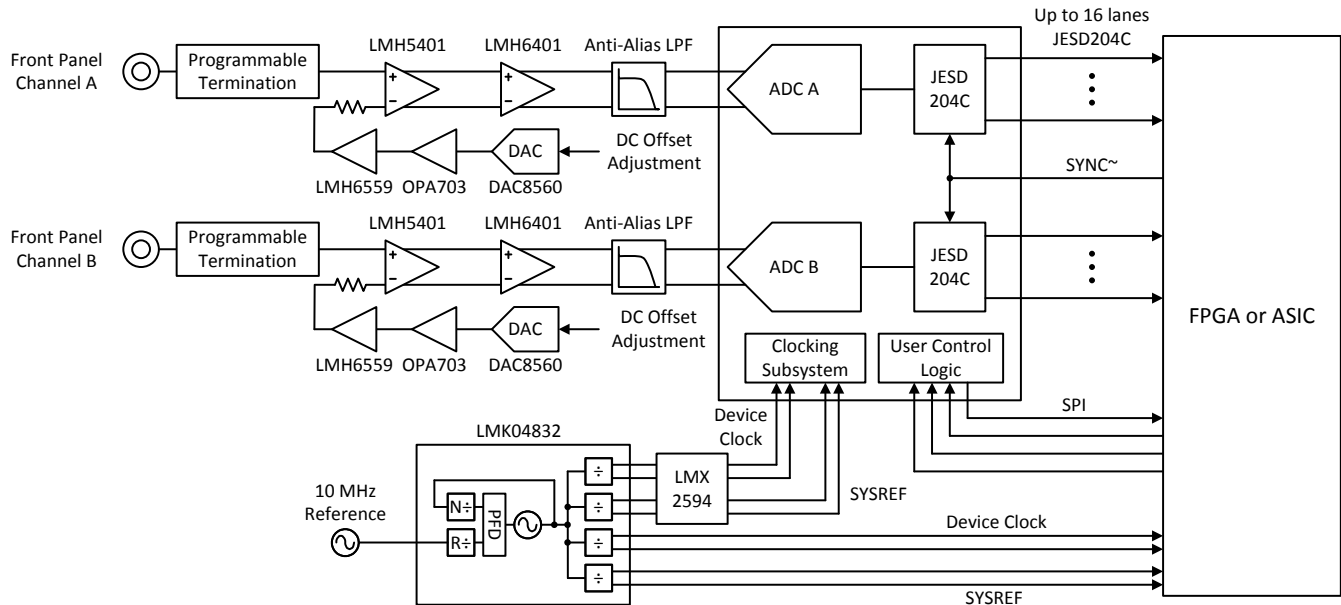 Up to 16 lanes
JESD204C
Front Panel
Channel A
Programmable
Termination
LMH5401
LMH6401
Anti-Alias LPF
+
−
+
−
ADC A
JESD
204C
LMH6559
OPA703
DAC
DAC8560
DC Offset
Adjustment
SYNC~
Front Panel
Channel B
Programmable
Termination
LMH5401
LMH6401
Anti-Alias LPF
+
−
+
−
ADC B
JESD
204C
LMH6559
OPA703
DAC
DAC8560
DC Offset
Adjustment
FPGA or ASIC
Clocking
Subsystem
User Control
Logic
SPI
Device
Clock
LMK04832
10 MHz
Reference
N÷
R÷
PFD
÷
÷
÷
÷
LMX
2594
SYSREF
Device Clock
SYSREF